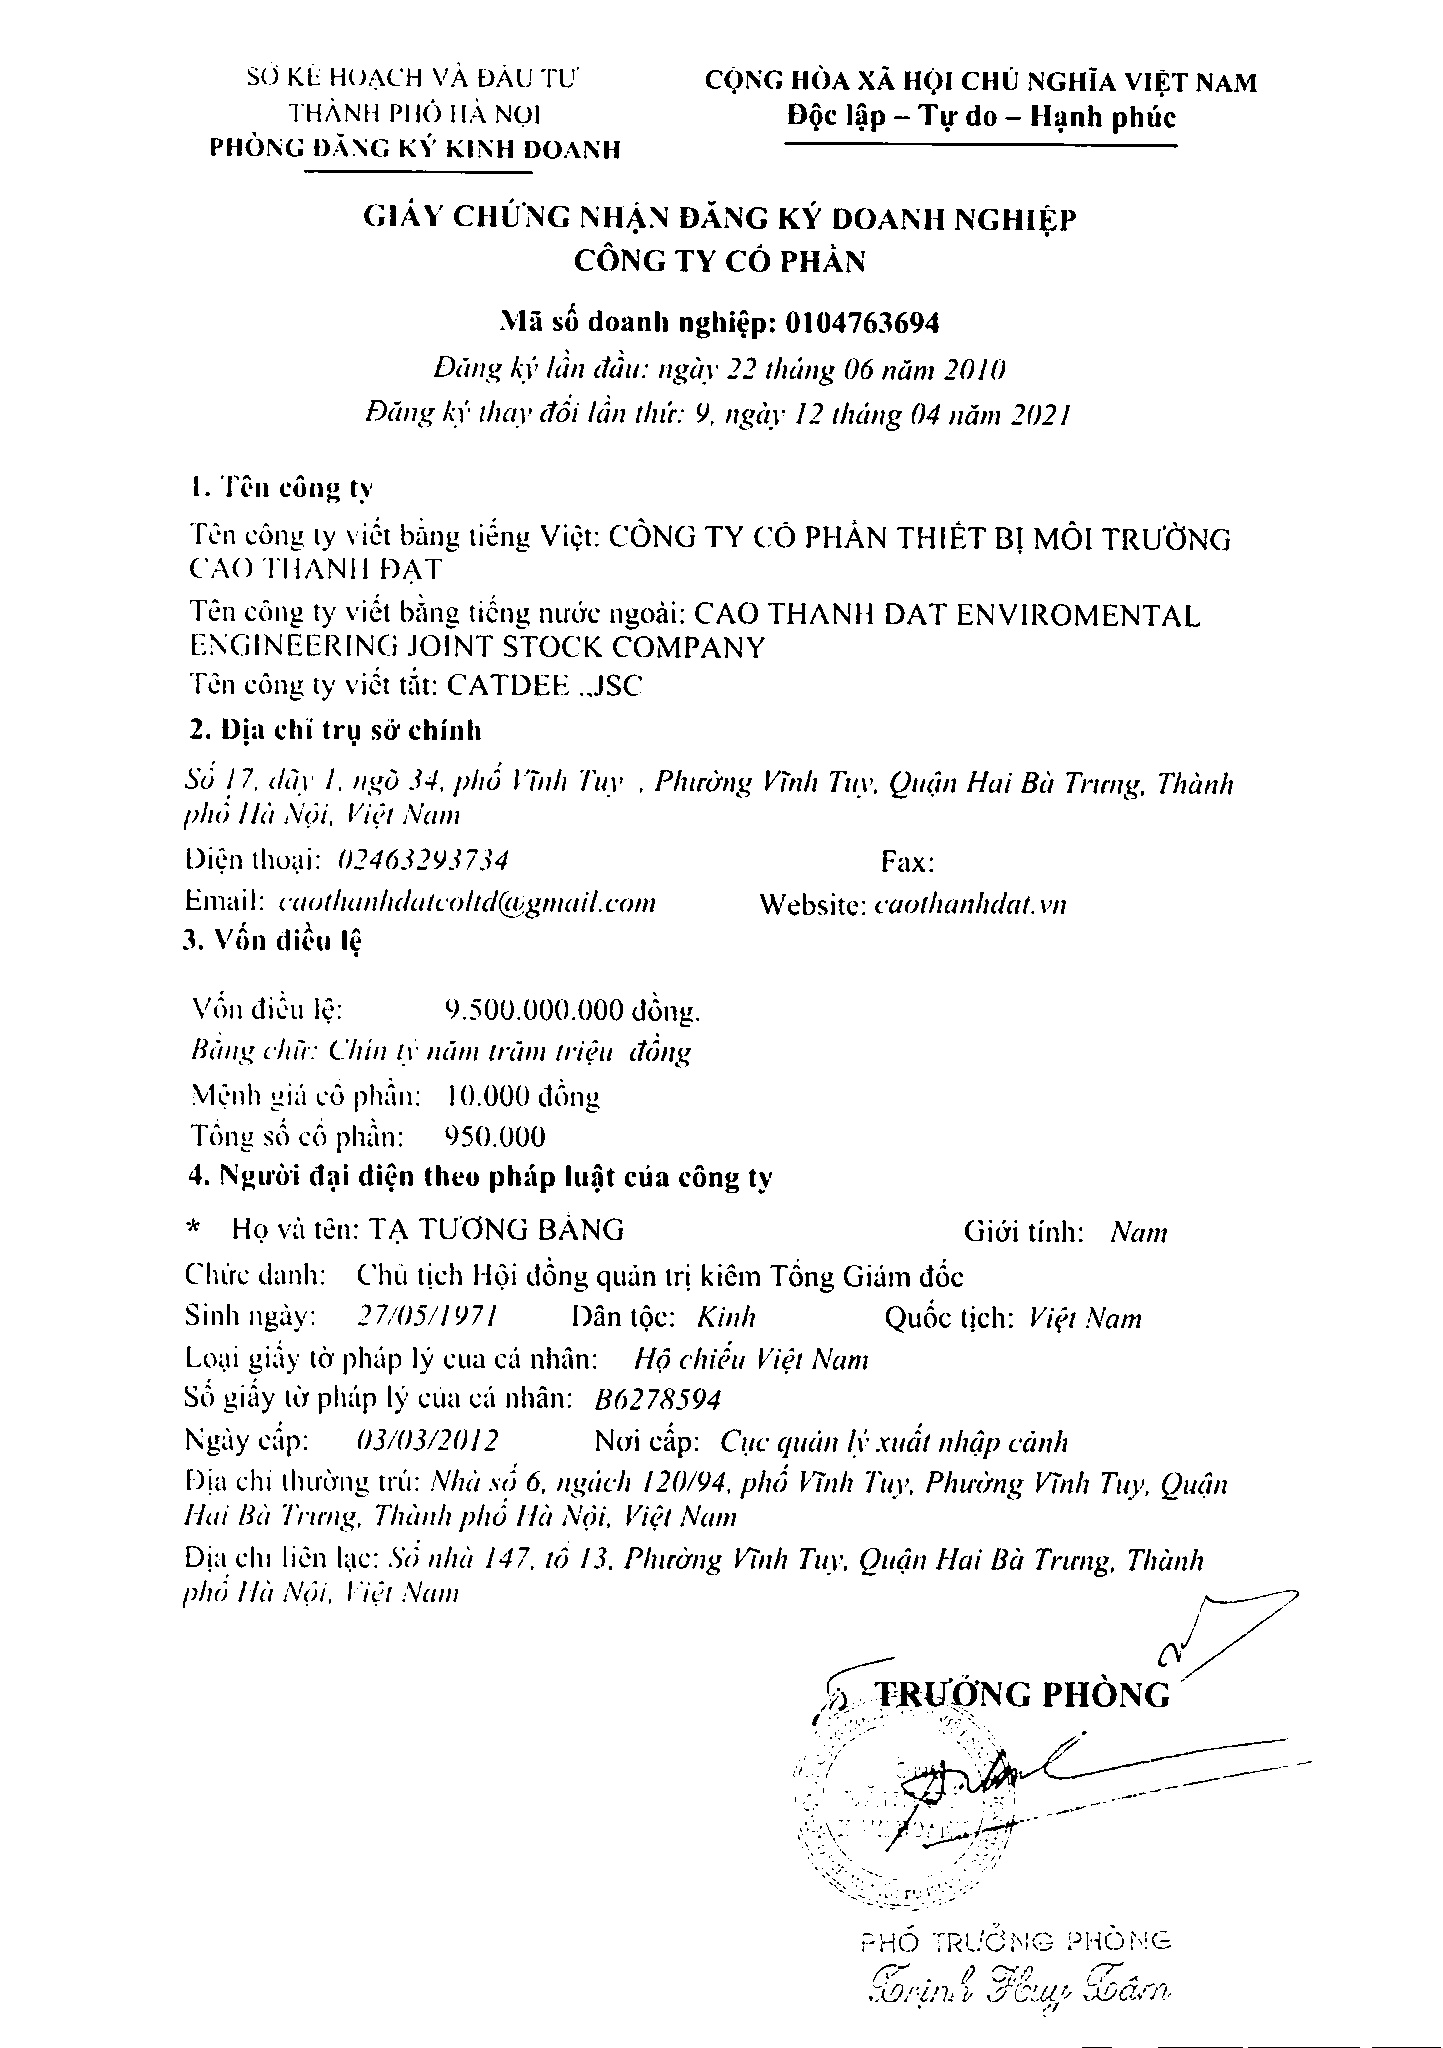 SỞ KẾ HOẠCH VÀ ĐẦU TƯ
THÀNH PHỐ HÀ NỘI
PHÒNG ĐĂNG KÝ KINH DOANH
CỘNG HÒA XÃ HỘI CHỦ NGHĨA VIỆT NAM
Độc lập – Tự do – Hạnh phúc
GIẤY CHỨNG NHẬN ĐĂNG KÝ DOANH NGHIỆP
CÔNG TY CỔ PHẦN
Mã số doanh nghiệp: 0104763694
Đăng ký lần đầu: ngày 22 tháng 06 năm 2010
Đăng ký thay đổi lần thứ: 9, ngày 12 tháng 04 năm 2021
1. Tên công ty
Tên công ty viết bằng tiếng Việt: CÔNG TY CỔ PHẦN THIẾT BỊ MÔI TRƯỜNG
CAO THANH ĐẠT
Tên công ty viết bằng tiếng nước ngoài: CAO THANH DAT ENVIROMENTAL
ENGINEERING JOINT STOCK COMPANY
Tên công ty viết tắt: CATDEE .,JSC
2. Địa chỉ trụ sở chính
Số 17, dãy 1, ngõ 34, phố Vĩnh Tuy , Phường Vĩnh Tuy, Quận Hai Bà Trưng, Thành
phố Hà Nội, Việt Nam
Điện thoại: 02463293734 Fax:
Email: caothanhdatcoltd@gmail.com Website: caothanhdat.vn
3. Vốn điều lệ
Vốn điều lệ: 9.500.000.000 đồng.
Bằng chữ: Chín tỷ năm trăm triệu đồng
Mệnh giá cổ phần: 10.000 đồng
Tổng số cổ phần: 950.000
4. Người đại diện theo pháp luật của công ty
* Họ và tên: TẠ TƯƠNG BẰNG Giới tính: Nam
Chức danh: Chủ tịch Hội đồng quản trị kiêm Tổng Giám đốc
Sinh ngày: 27/05/1971 Dân tộc: Kinh Quốc tịch: Việt Nam
Loại giấy tờ pháp lý của cá nhân: Hộ chiếu Việt Nam
Số giấy tờ pháp lý của cá nhân: B6278594
Ngày cấp: 03/03/2012 Nơi cấp: Cục quản lý xuất nhập cảnh
Địa chỉ thường trú: Nhà số 6, ngách 120/94, phố Vĩnh Tuy, Phường Vĩnh Tuy, Quận
Hai Bà Trưng, Thành phố Hà Nội, Việt Nam
Địa chỉ liên lạc: Số nhà 147, tổ 13, Phường Vĩnh Tuy, Quận Hai Bà Trưng, Thành
phố Hà Nội, Việt Nam
TRƯỞNG PHÒNG
PHÓ TRƯỞNG PHÒNG
Trịnh Huy Tâm